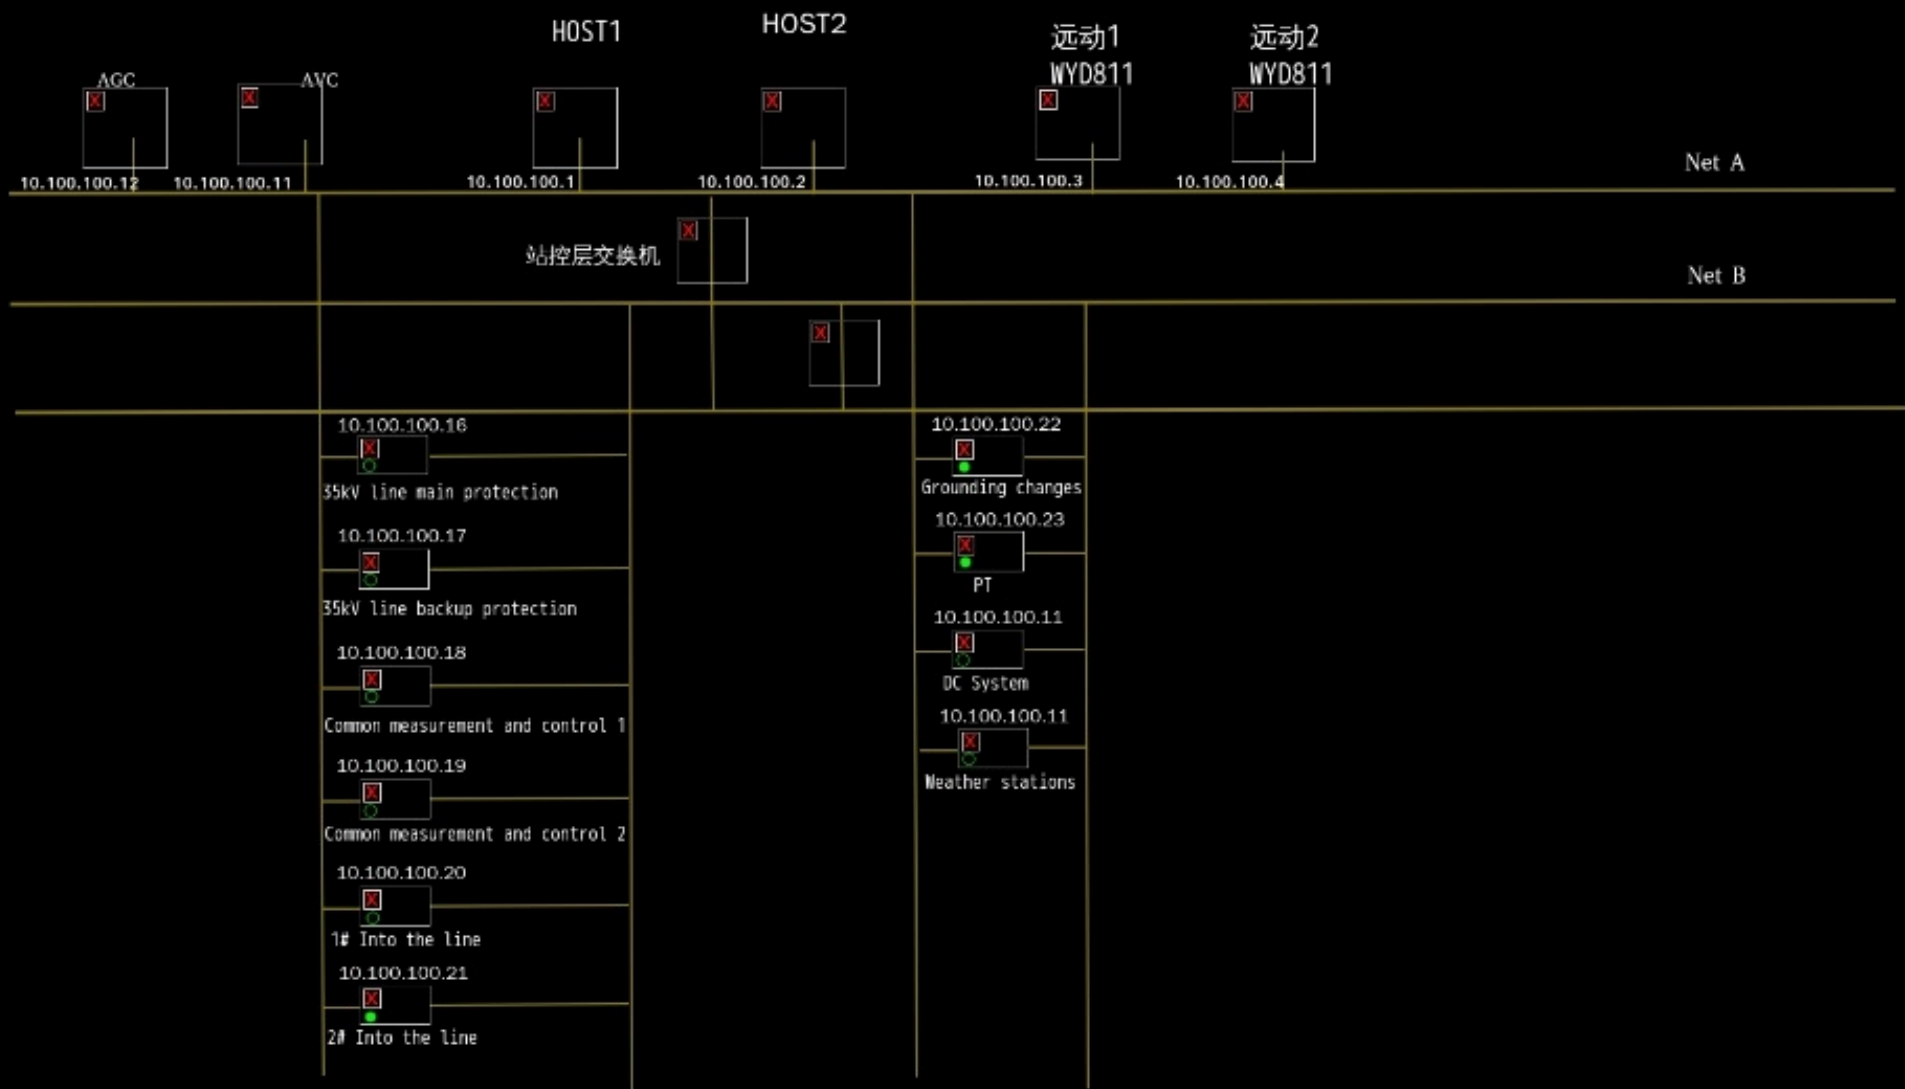 HOST1
HOST2
远动1
WYD811
远动2
WYD811
AGC
AVC
10.100.100.12
10.100.100.11
10.100.100.1
10.100.100.2
10.100.100.3
10.100.100.4
Net A
站控层交换机
Net B
10.100.100.16
35kV line main protection
10.100.100.17
35kV line backup protection
10.100.100.18
Common measurement and control 1
10.100.100.19
Common measurement and control 2
10.100.100.20
1# Into the line
10.100.100.21
2# Into the line
10.100.100.22
Grounding changes
10.100.100.23
PT
10.100.100.11
DC System
10.100.100.11
Weather stations